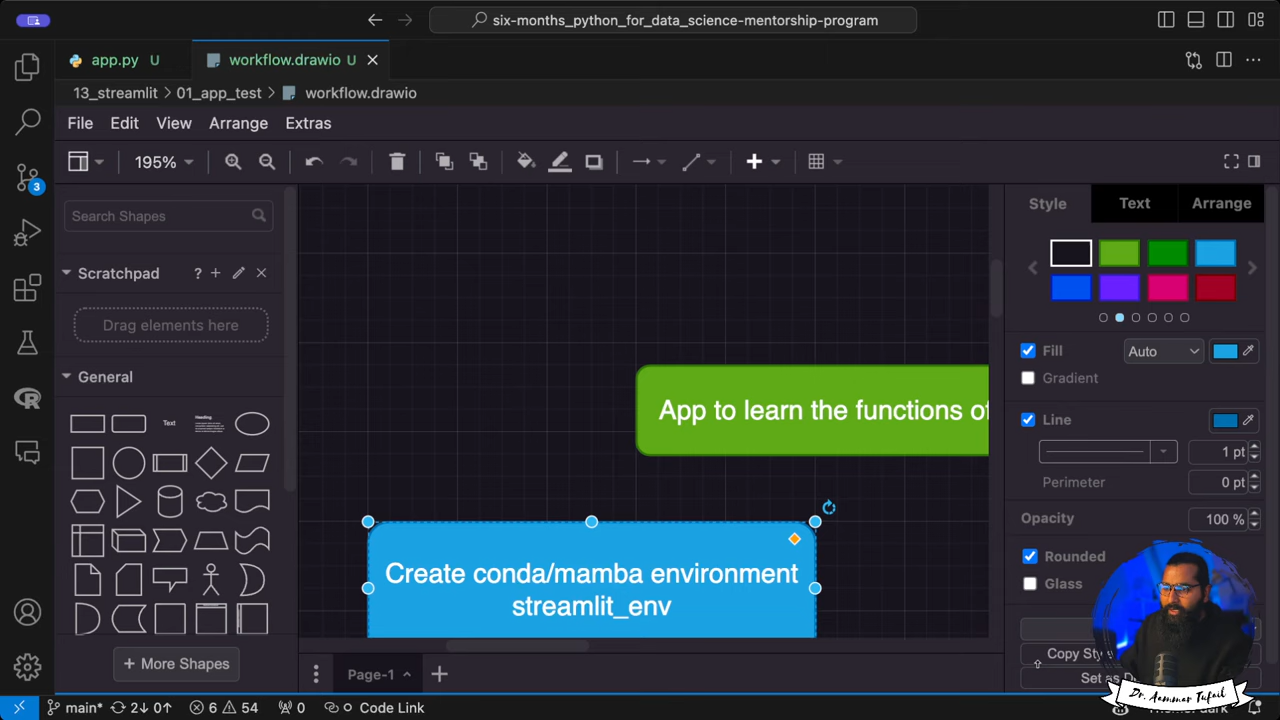 six-months_python_for_data_science-mentorship-program
app.py U
workflow.drawio U
13_streamlit > 01_app_test > workflow.drawio
File Edit View Arrange Extras
195%
3
Search Shapes
Scratchpad
Drag elements here
General
Text
Heading
More Shapes
App to learn the functions of
Create conda/mamba environment
streamlit_env
Page-1
Style Text Arrange
Fill Auto
Gradient
Line
1 pt
Perimeter 0 pt
Opacity 100 %
Rounded
Glass
Copy
Set as
Dr. Aammar Tufail
main* 2↓ 0↑ 6 54 0 Code Link